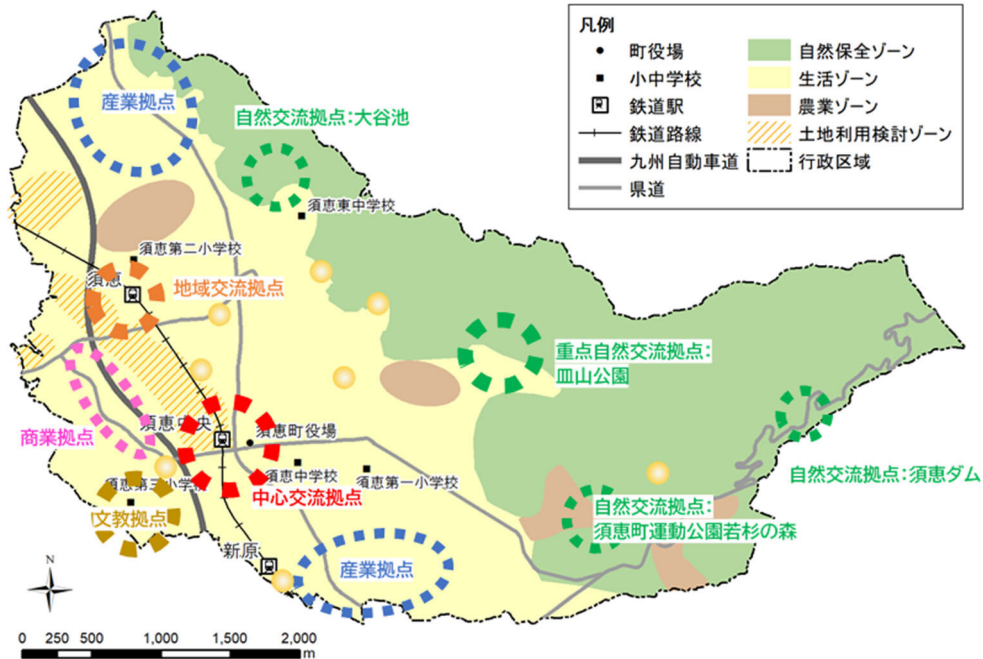 凡例
町役場
小中学校
鉄道駅
鉄道路線
九州自動車道
県道
自然保全ゾーン
生活ゾーン
農業ゾーン
土地利用検討ゾーン
行政区域
産業拠点
自然交流拠点:大谷池
須恵東中学校
須恵第二小学校
須恵
地域交流拠点
重点自然交流拠点:
皿山公園
商業拠点
須恵中央
須恵町役場
須恵中学校
須恵第一小学校
中心交流拠点
自然交流拠点:須恵ダム
須恵第三小学校
文教拠点
自然交流拠点:
須恵町運動公園若杉の森
新原
産業拠点
N
0 250 500 1,000 1,500 2,000
m